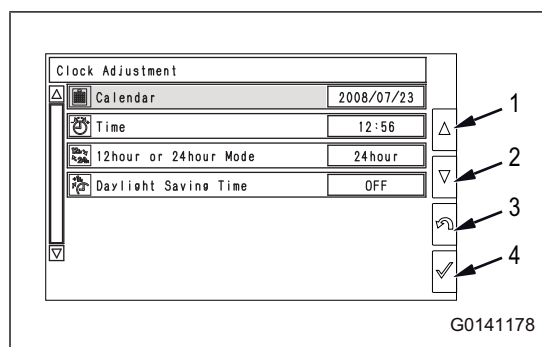 Clock Adjustment
Calendar 2008/07/23
Time 12:56
12hour or 24hour Mode 24hour
Daylight Saving Time OFF
1
2
3
4
G0141178